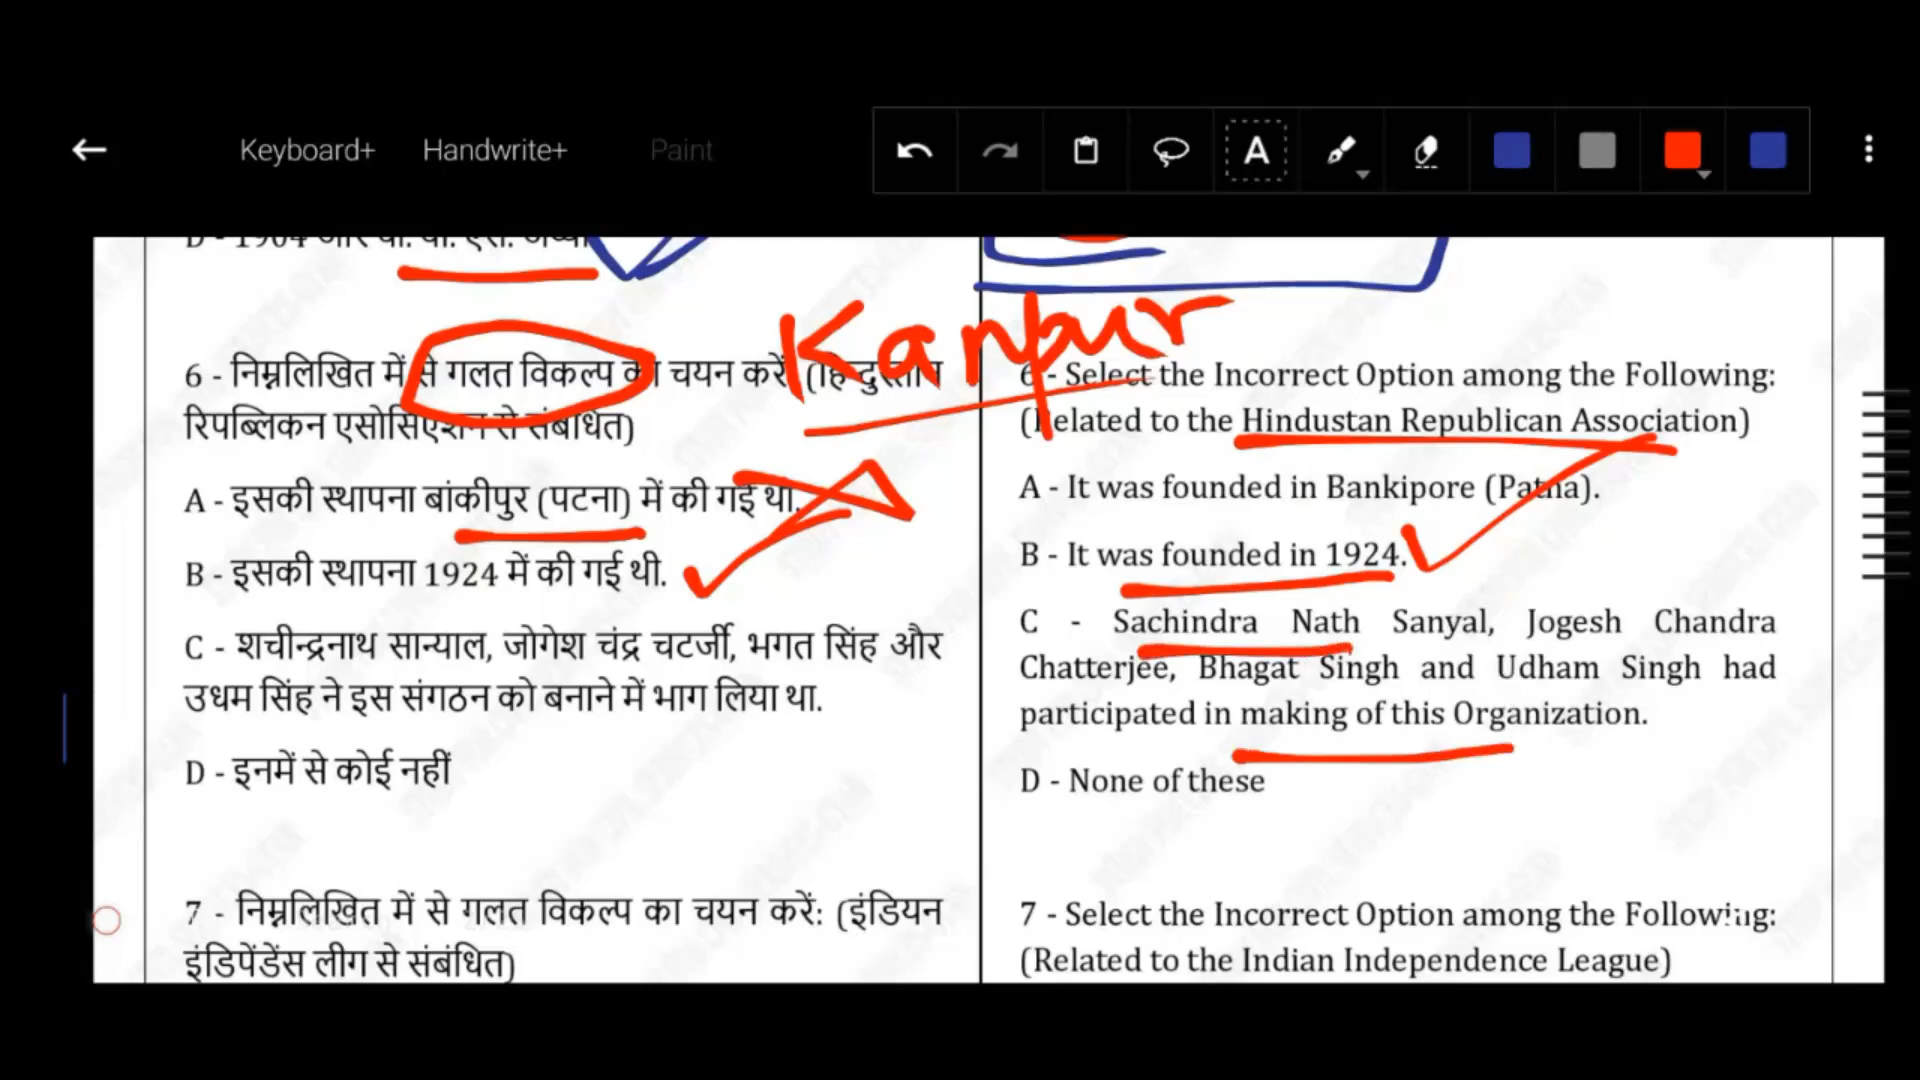 Keyboard+ Handwrite+ Paint
A
Kanpur
6 - निम्नलिखित में से गलत विकल्प का चयन करें (हिन्दुस्तान
रिपब्लिकन एसोसिएशन से संबंधित)
A - इसकी स्थापना बांकीपुर (पटना) में की गई था.
B - इसकी स्थापना 1924 में की गई थी.
C - शचीन्द्रनाथ सान्याल, जोगेश चंद्र चटर्जी, भगत सिंह और
उधम सिंह ने इस संगठन को बनाने में भाग लिया था.
D - इनमें से कोई नहीं
7 - निम्नलिखित में से गलत विकल्प का चयन करें: (इंडियन
इंडिपेंडेंस लीग से संबंधित)
6 - Select the Incorrect Option among the Following:
(Related to the Hindustan Republican Association)
A - It was founded in Bankipore (Patna).
B - It was founded in 1924.
C - Sachindra Nath Sanyal, Jogesh Chandra
Chatterjee, Bhagat Singh and Udham Singh had
participated in making of this Organization.
D - None of these
7 - Select the Incorrect Option among the Following:
(Related to the Indian Independence League)